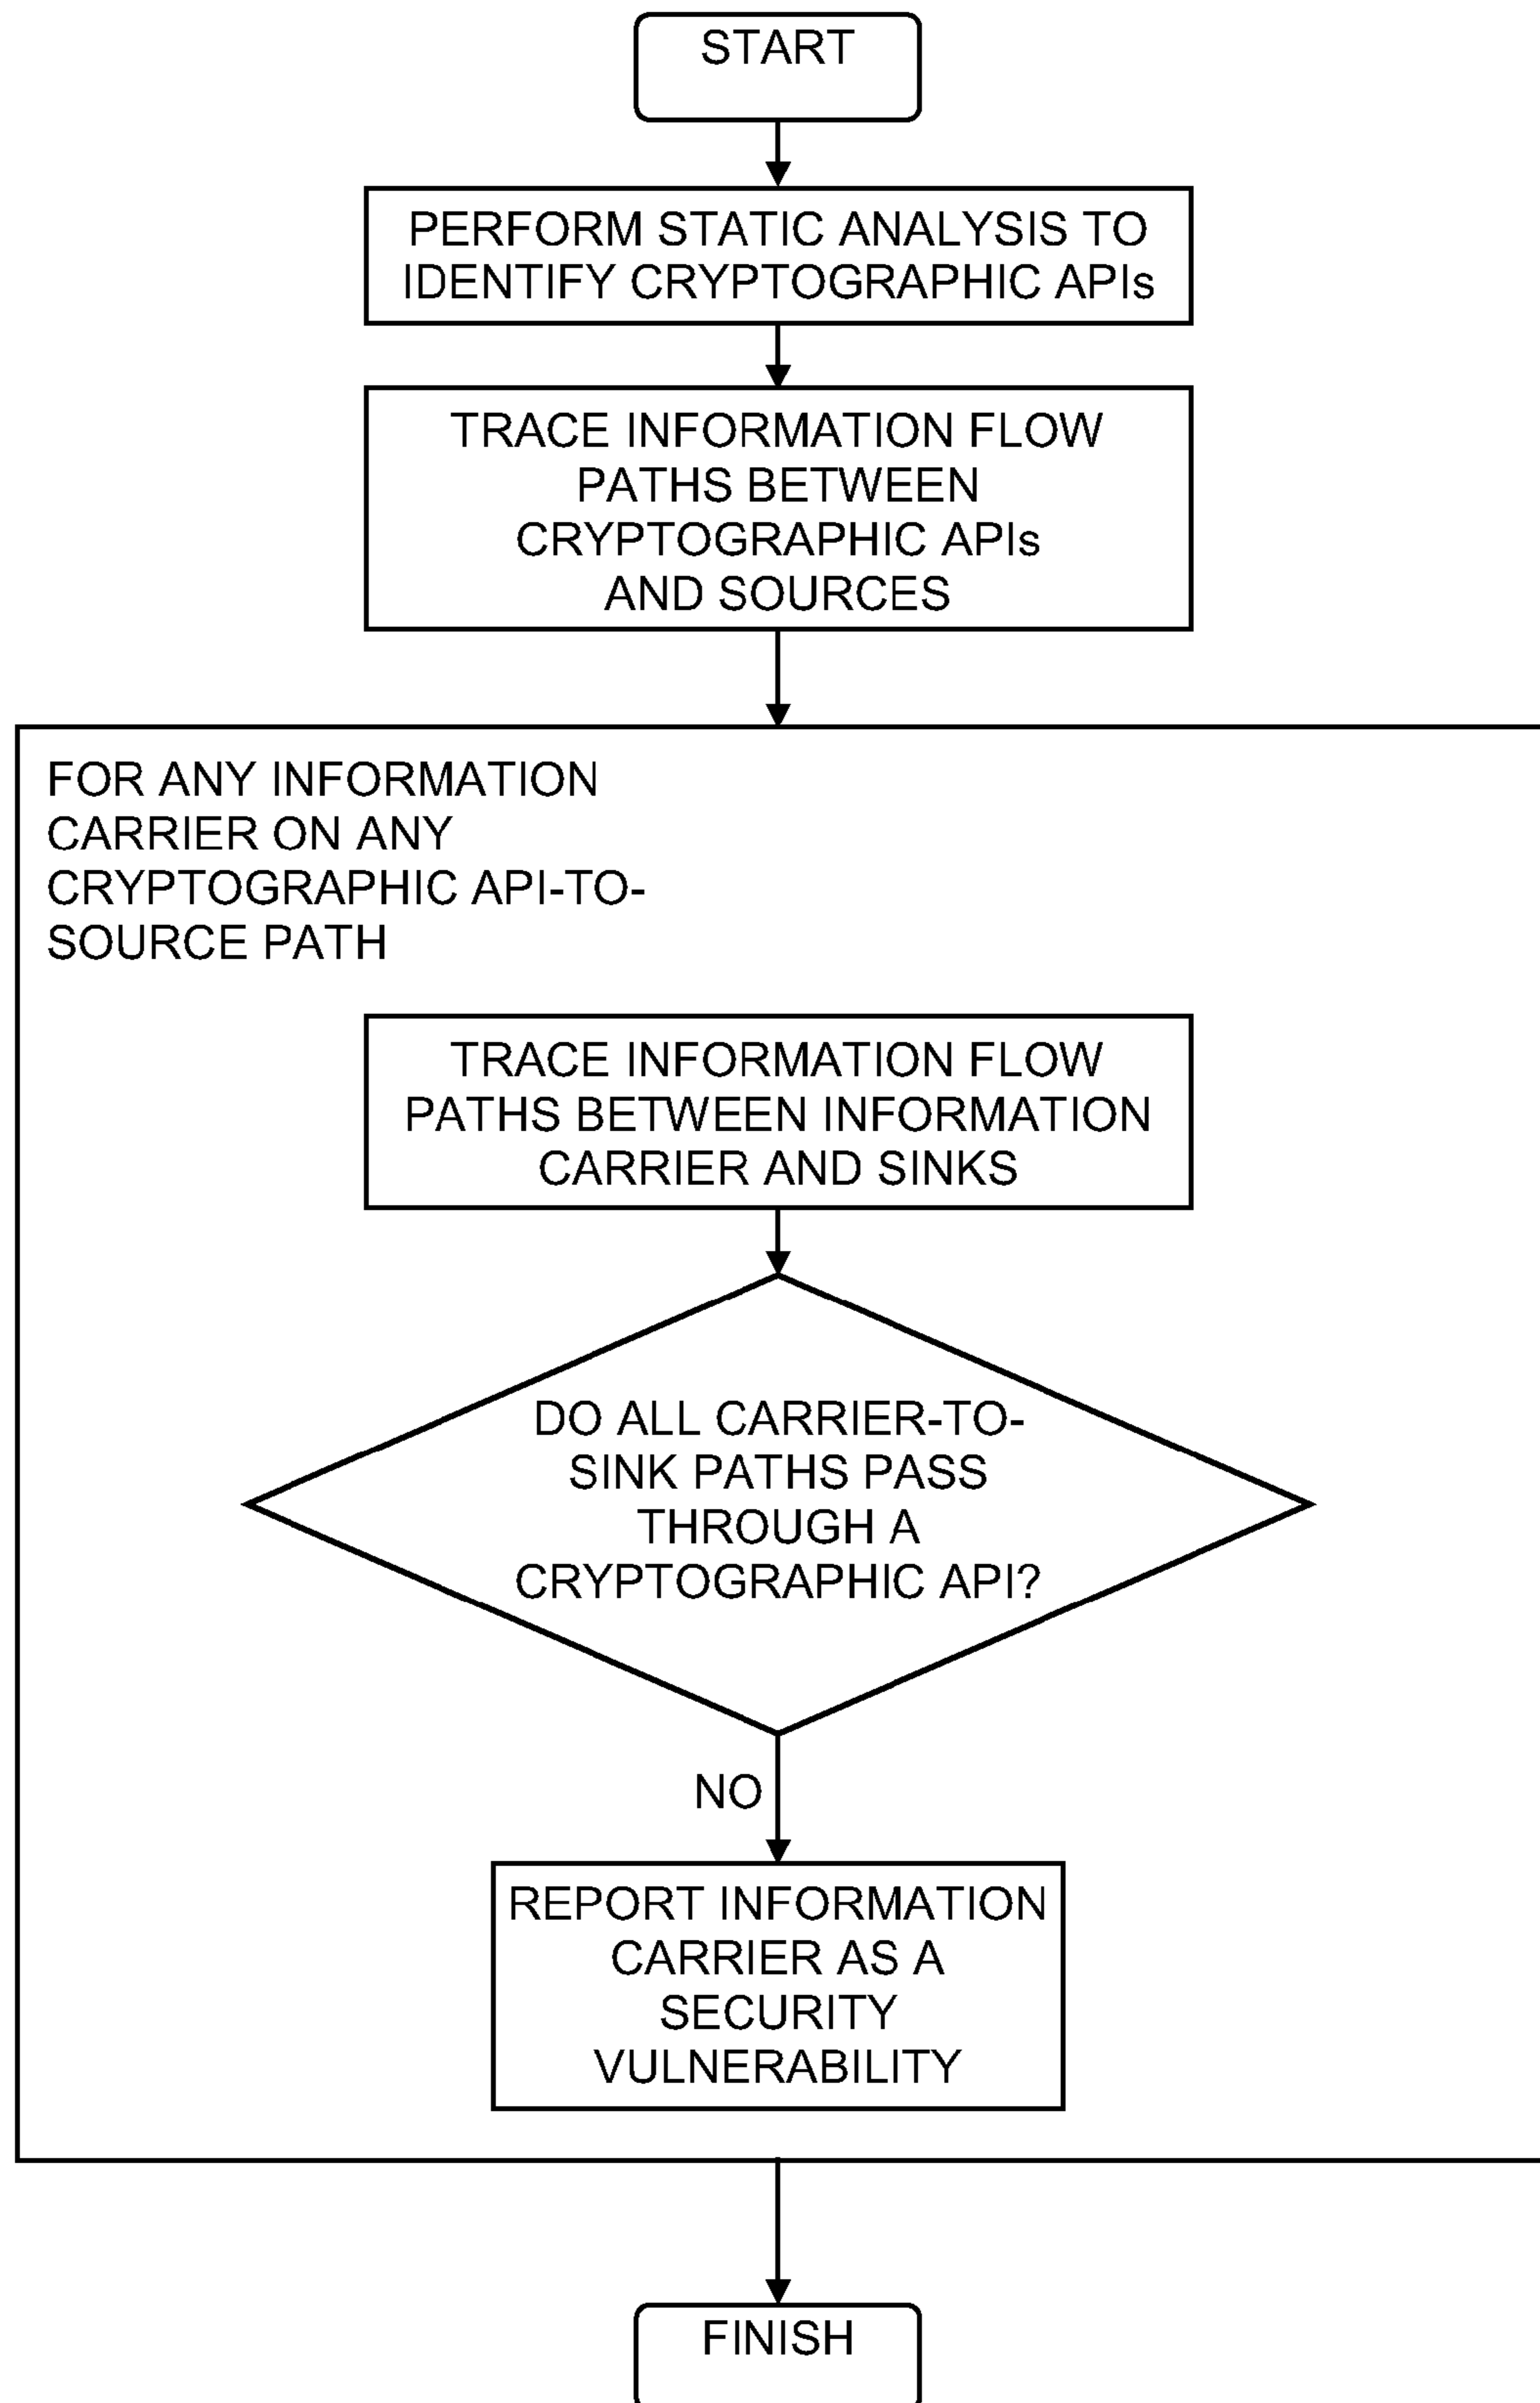 START
PERFORM STATIC ANALYSIS TO
IDENTIFY CRYPTOGRAPHIC APIs
TRACE INFORMATION FLOW
PATHS BETWEEN
CRYPTOGRAPHIC APIs
AND SOURCES
FOR ANY INFORMATION
CARRIER ON ANY
CRYPTOGRAPHIC API-TO-
SOURCE PATH
TRACE INFORMATION FLOW
PATHS BETWEEN INFORMATION
CARRIER AND SINKS
DO ALL CARRIER-TO-
SINK PATHS PASS
THROUGH A
CRYPTOGRAPHIC API?
NO
REPORT INFORMATION
CARRIER AS A
SECURITY
VULNERABILITY
FINISH